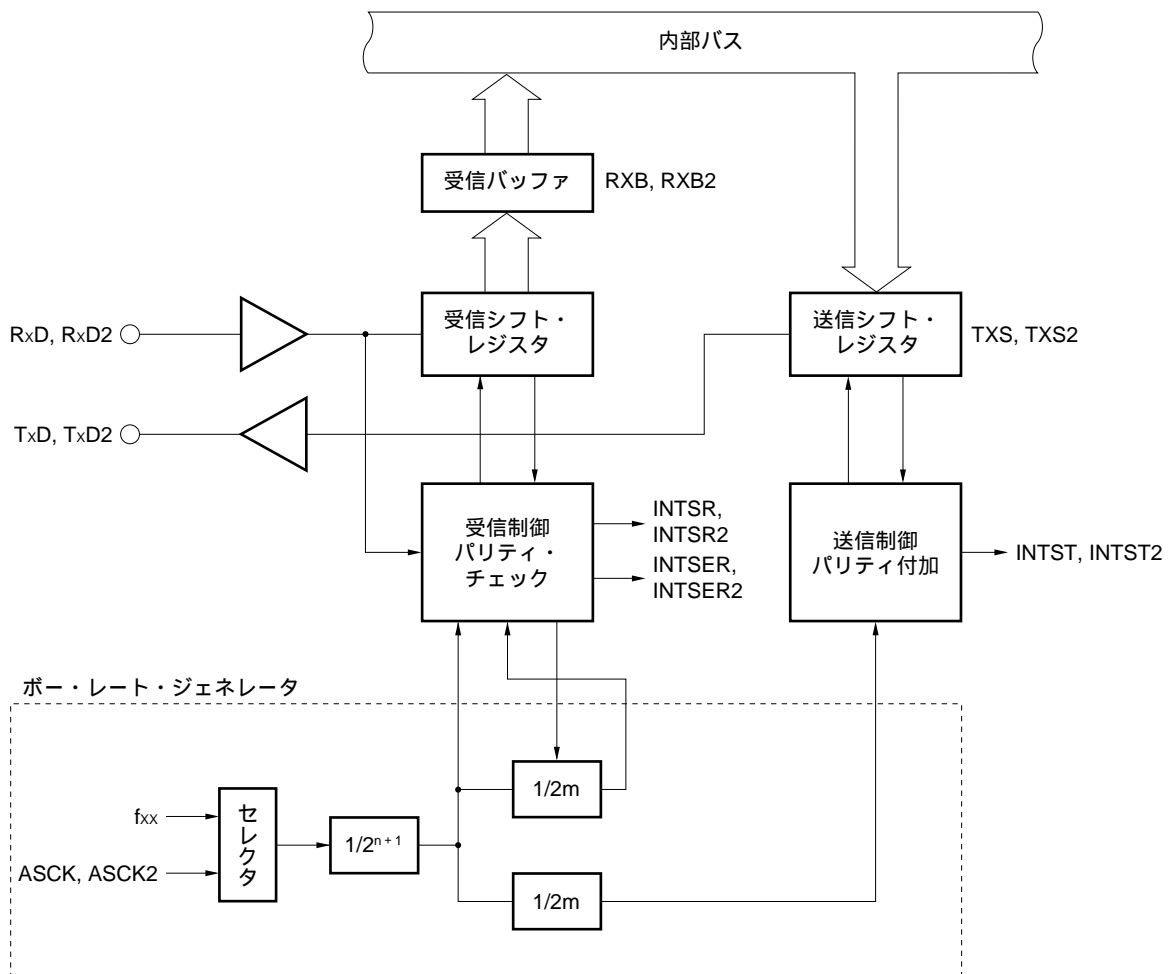 内部バス
受信バッファ
RXB, RXB2
RxD, RxD2
受信シフト・
レジスタ
送信シフト・
レジスタ
TXS, TXS2
TxD, TxD2
受信制御
パリティ・
チェック
INTSR,
INTSR2
INTSER,
INTSER2
送信制御
パリティ付加
INTST, INTST2
ボー・レート・ジェネレータ
fxx
ASCK, ASCK2
セレクタ
1/2ⁿ⁺¹
1/2m
1/2m